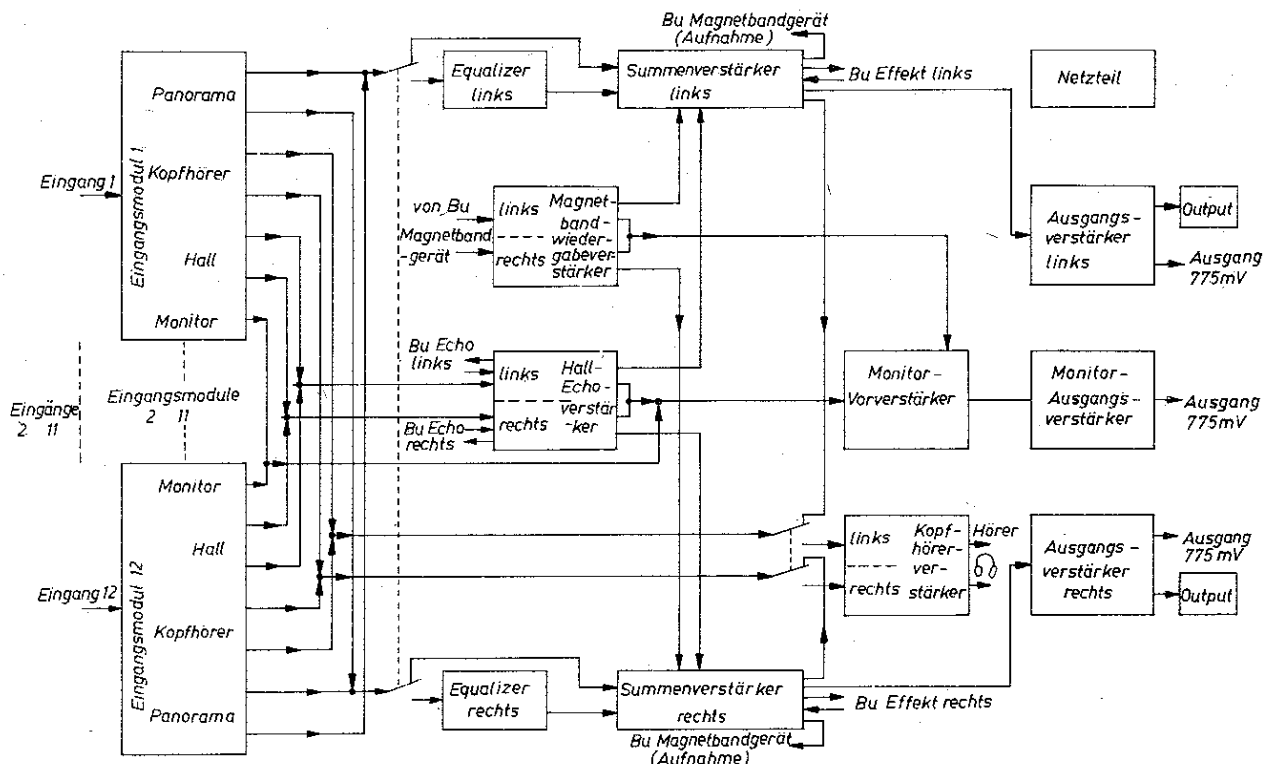 Bu Magnetbandgerät
(Aufnahme)
Equalizer
links
Summenverstärker
links
Bu Effekt links
Netzteil
Eingang 1
Eingangsmodul 1
Panorama
Kopfhörer
Hall
Monitor
von Bu
Magnetband
-gerät
links
rechts
Magnet-
band-
wieder-
gabever-
stärker
Ausgangs-
verstärker
links
Output
Ausgang
775mV
Eingänge
2 11
Eingangsmodule
2 11
Bu Echo
links
Bu Echo
rechts
links
rechts
Hall-
Echo-
verstär
-ker
Monitor-
Vorverstärker
Monitor-
Ausgangs-
verstärker
Ausgang
775mV
Eingang 12
Eingangsmodul 12
Monitor
Hall
Kopfhörer
Panorama
links
rechts
Kopf-
hörer-
ver-
stärker
Hörer
Ausgangs-
verstärker
rechts
Ausgang
775mV
Output
Equalizer
rechts
Summenverstärker
rechts
Bu Effekt rechts
Bu Magnetbandgerät
(Aufnahme)